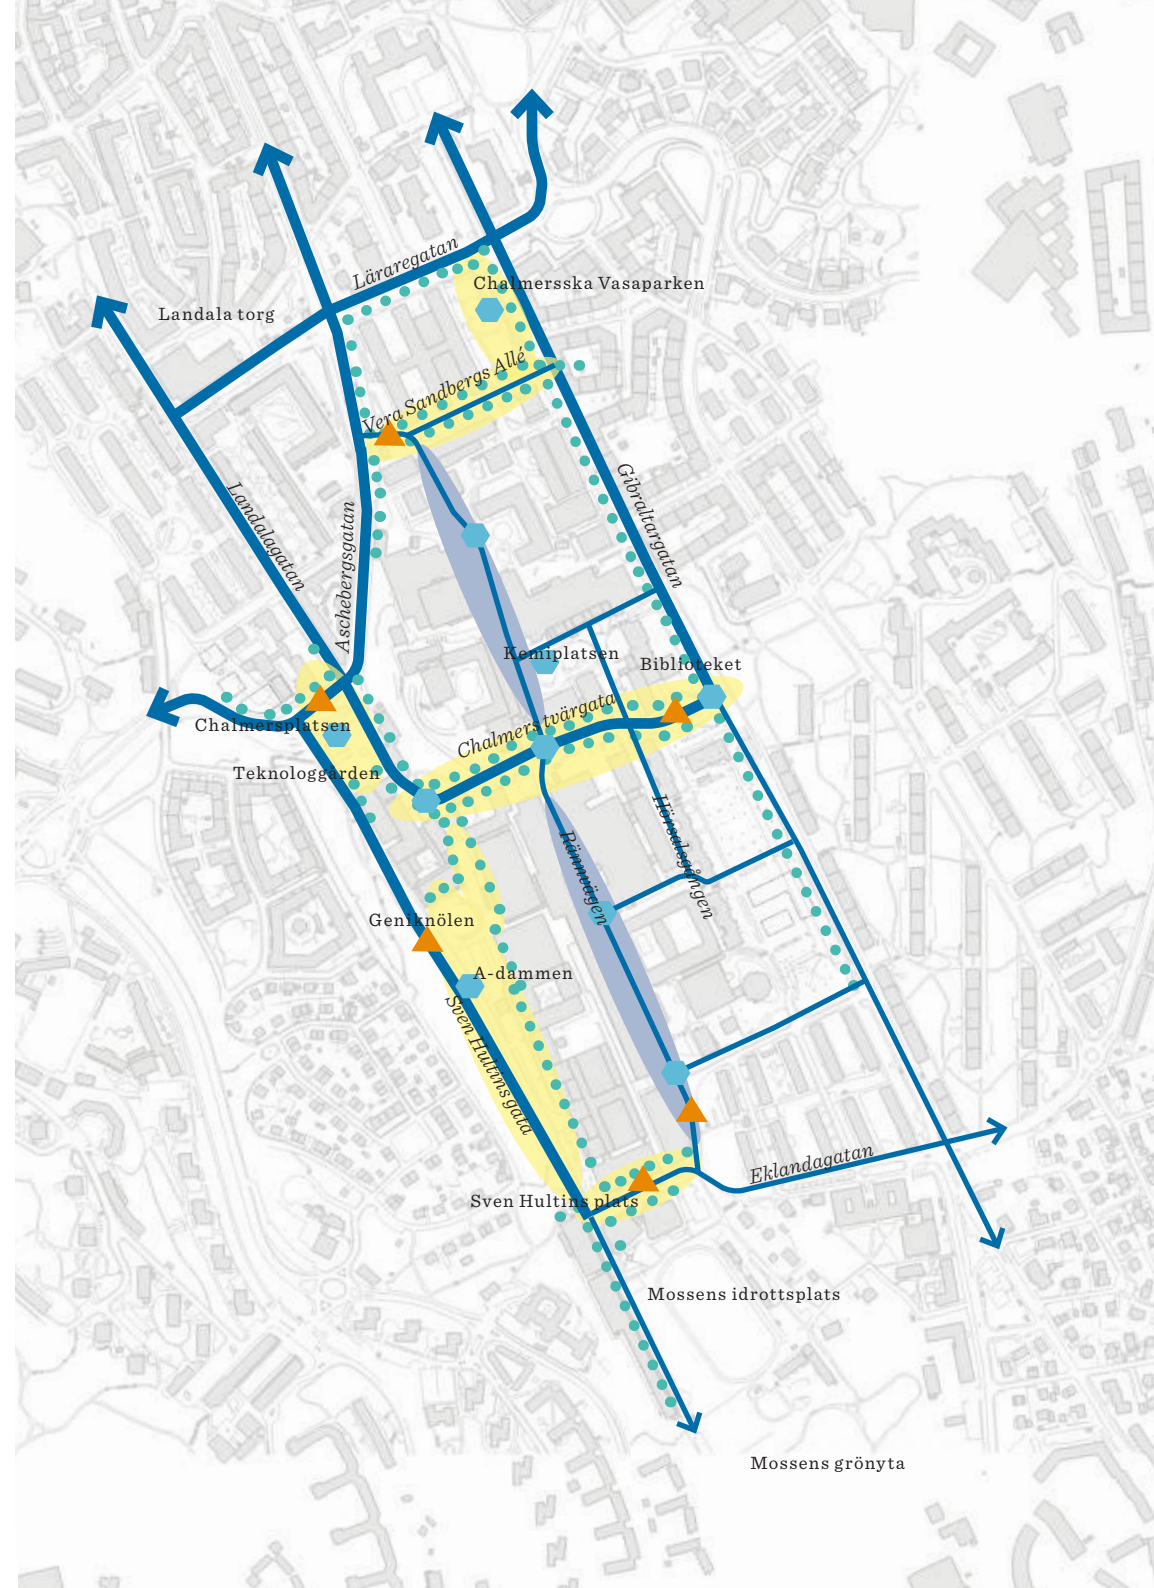 Läraregatan
Chalmersska Vasaparken
Landala torg
Vera Sandbergs Allé
Gibraltargatan
Landalagatan
Aschebergsgatan
Kemiplatsen
Biblioteket
Chalmers tvärgata
Chalmersplatsen
Teknologgården
Hörsalsgången
Rännvägen
Geniknölen
A-dammen
Sven Hultins gata
Eklandagatan
Sven Hultins plats
Mossens idrottsplats
Mossens grönyta